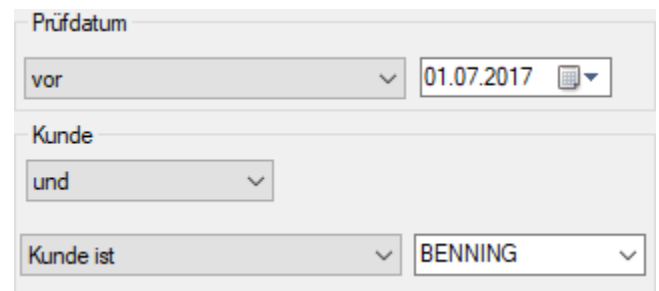 Prüfdatum
vor 01.07.2017
Kunde
und
Kunde ist BENNING